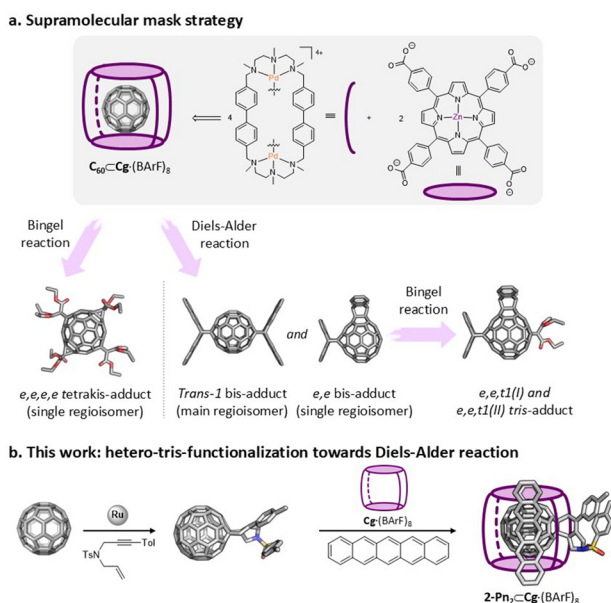 a. Supramolecular mask strategy
C60⊂Cg·(BArF)8
4
4+
N
N
N
Pd
Pd
N
N
N
≡
+
2
Zn
N
N
N
N
O
O⊖
O
O⊖
O
O⊖
O
O⊖
Bingel
reaction
Diels-Alder
reaction
and
Bingel
reaction
e,e,e,e tetrakis-adduct
(single regioisomer)
Trans-1 bis-adduct
(main regioisomer)
e,e bis-adduct
(single regioisomer)
e,e,t1(I) and
e,e,t1(II) tris-adduct
b. This work: hetero-tris-functionalization towards Diels-Alder reaction
Ru
Tol
TsN
Cg·(BArF)8
2-Pn2⊂Cg·(BArF)8